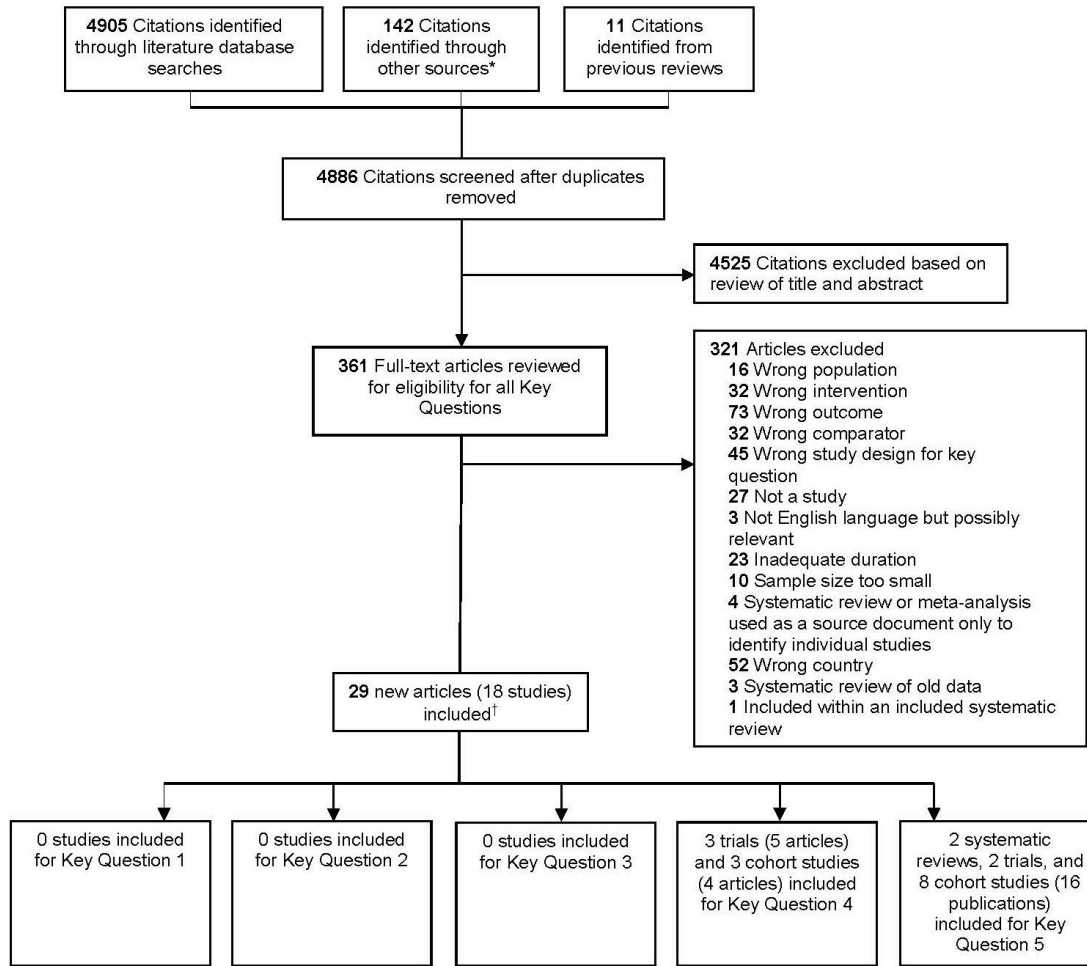 4905 Citations identified
through literature database
searches
142 Citations
identified through
other sources*
11 Citations
identified from
previous reviews
4886 Citations screened after duplicates
removed
4525 Citations excluded based on
review of title and abstract
361 Full-text articles reviewed
for eligibility for all Key
Questions
321 Articles excluded
16 Wrong population
32 Wrong intervention
73 Wrong outcome
32 Wrong comparator
45 Wrong study design for key
question
27 Not a study
3 Not English language but possibly
relevant
23 Inadequate duration
10 Sample size too small
4 Systematic review or meta-analysis
used as a source document only to
identify individual studies
52 Wrong country
3 Systematic review of old data
1 Included within an included systematic
review
29 new articles (18 studies)
included†
0 studies included
for Key Question 1
0 studies included
for Key Question 2
0 studies included
for Key Question 3
3 trials (5 articles)
and 3 cohort studies
(4 articles) included
for Key Question 4
2 systematic
reviews, 2 trials, and
8 cohort studies (16
publications)
included for Key
Question 5